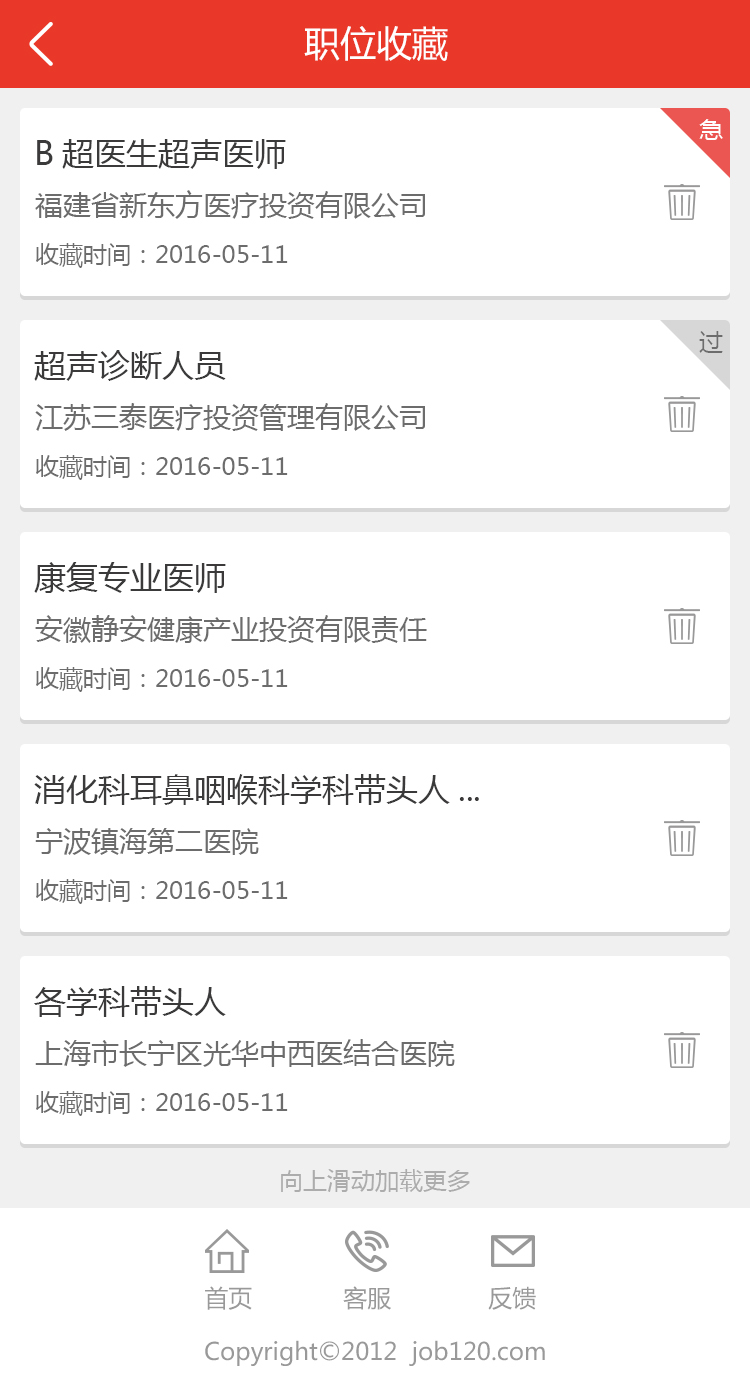 职位收藏
急
B 超医生超声医师
福建省新东方医疗投资有限公司
收藏时间：2016-05-11
过
超声诊断人员
江苏三泰医疗投资管理有限公司
收藏时间：2016-05-11
康复专业医师
安徽静安健康产业投资有限责任
收藏时间：2016-05-11
消化科耳鼻咽喉科学科带头人 ...
宁波镇海第二医院
收藏时间：2016-05-11
各学科带头人
上海市长宁区光华中西医结合医院
收藏时间：2016-05-11
向上滑动加载更多
首页 客服 反馈
Copyright©2012 job120.com